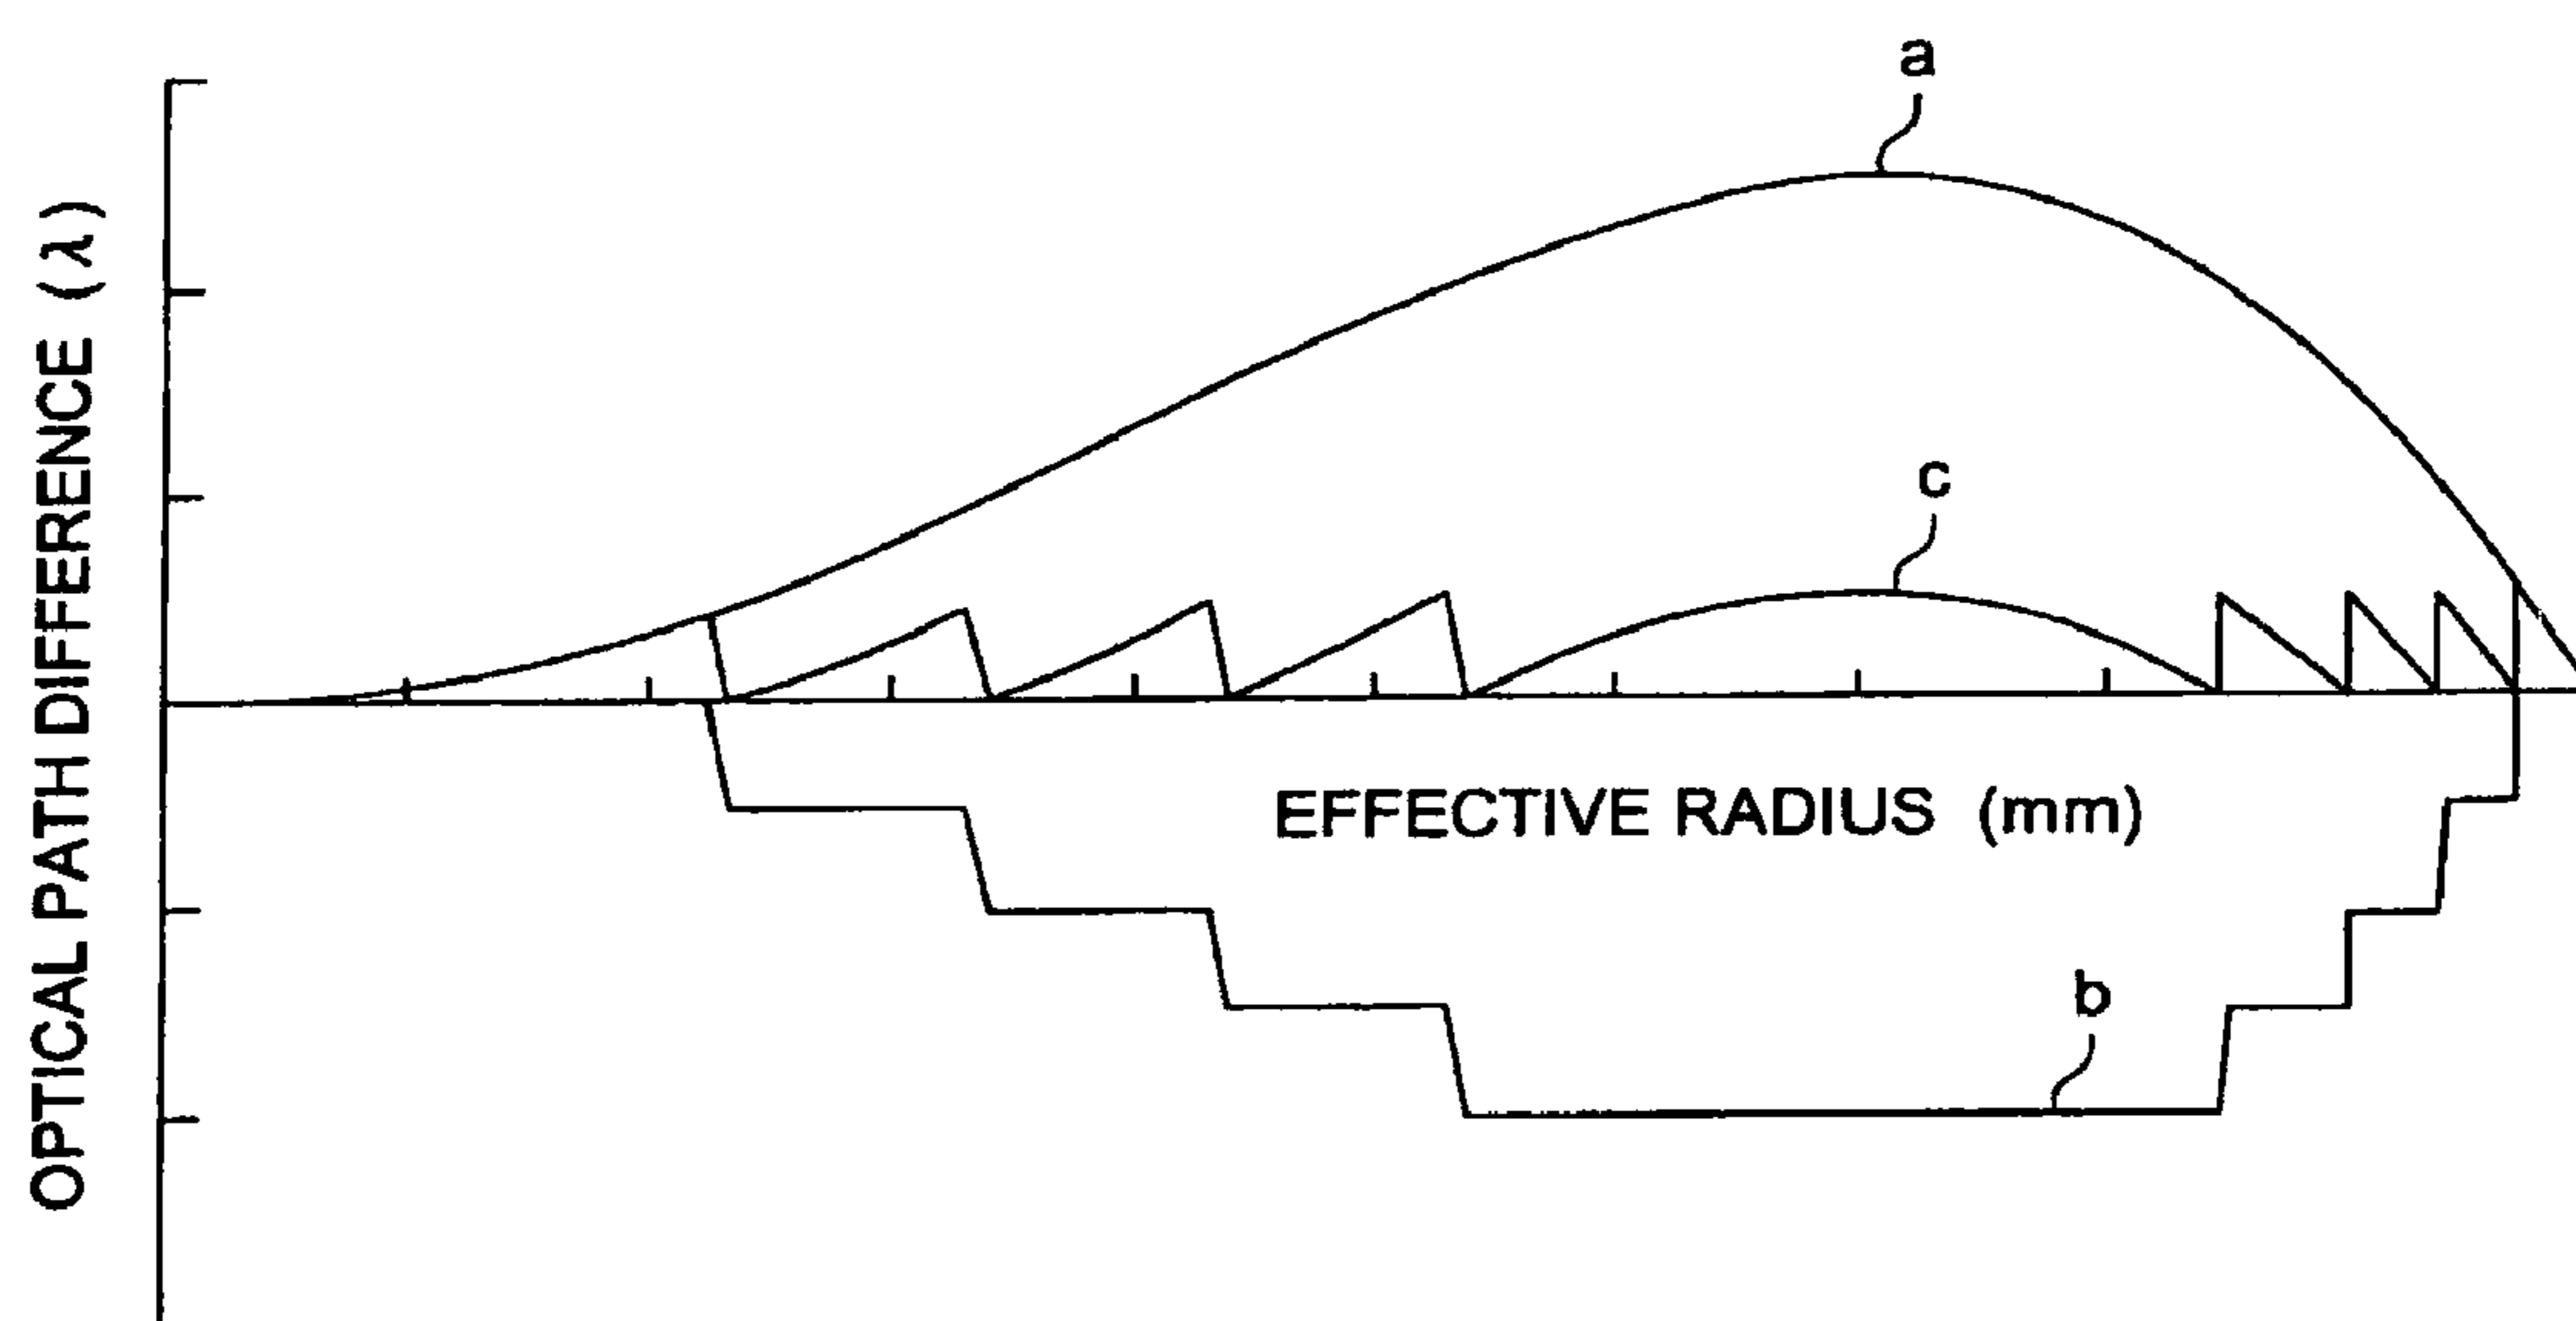 OPTICAL PATH DIFFERENCE (λ)
a
c
EFFECTIVE RADIUS (mm)
b